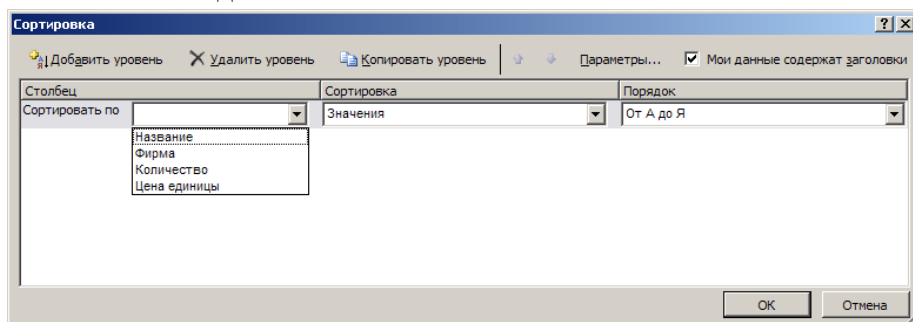 Сортировка
Добавить уровень Удалить уровень Копировать уровень Параметры... Мои данные содержат заголовки
Столбец Сортировка Порядок
Сортировать по Значения От А до Я
Название
Фирма
Количество
Цена единицы
ОК Отмена